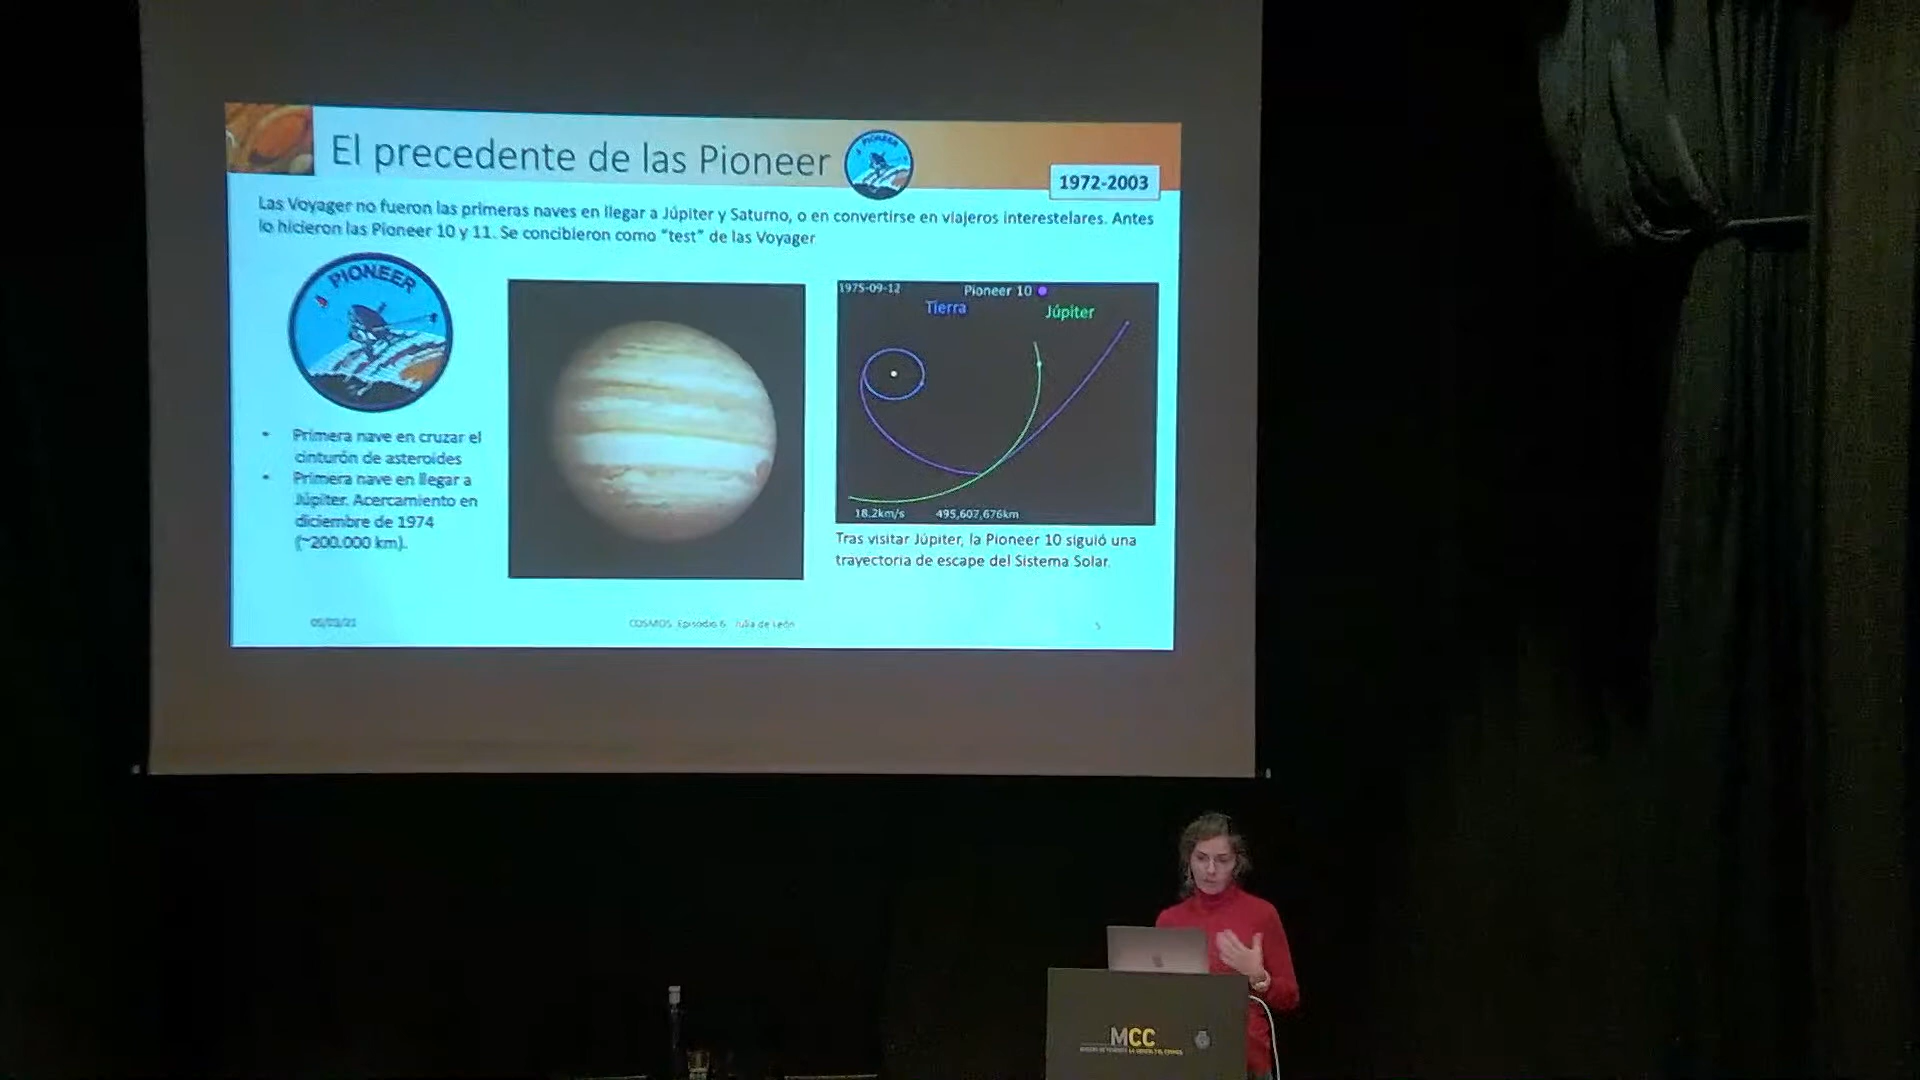 El precedente de las Pioneer
PIONEER
1972-2003
Las Voyager no fueron las primeras naves en llegar a Júpiter y Saturno, o en convertirse en viajeros interestelares. Antes
lo hicieron las Pioneer 10 y 11. Se concibieron como “test” de las Voyager
PIONEER
1975-09-12
Pioneer 10
Tierra
Júpiter
18.2km/s
495,607,676km
• Primera nave en cruzar el
cinturón de asteroides
• Primera nave en llegar a
Júpiter. Acercamiento en
diciembre de 1974
(~200.000 km).
Tras visitar Júpiter, la Pioneer 10 siguió una
trayectoria de escape del Sistema Solar.
COSMOS Episodio 6 Julia de León
5
MCC